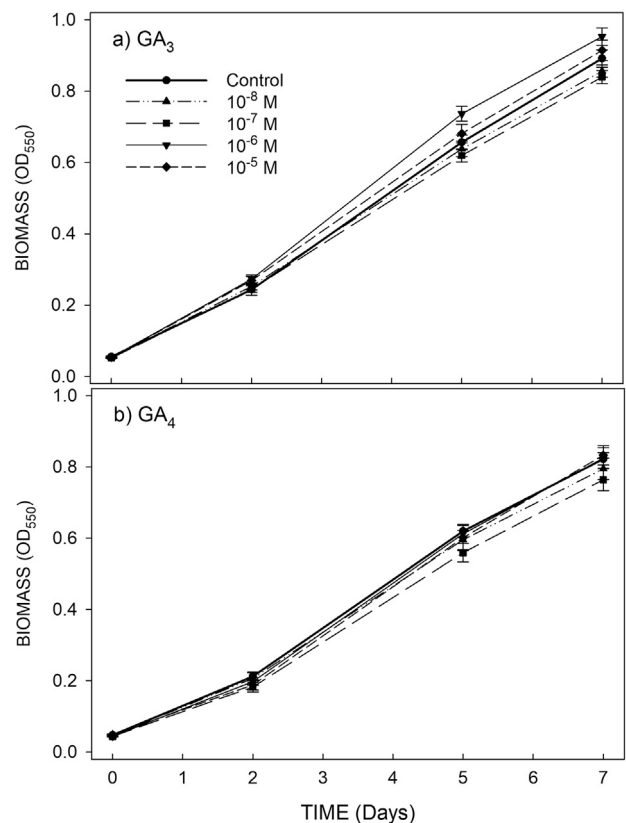 a) GA₃
Control
10⁻⁸ M
10⁻⁷ M
10⁻⁶ M
10⁻⁵ M
BIOMASS (OD₅₅₀)
1.0
0.8
0.6
0.4
0.2
0.0
b) GA₄
BIOMASS (OD₅₅₀)
1.0
0.8
0.6
0.4
0.2
0.0
0 1 2 3 4 5 6 7
TIME (Days)